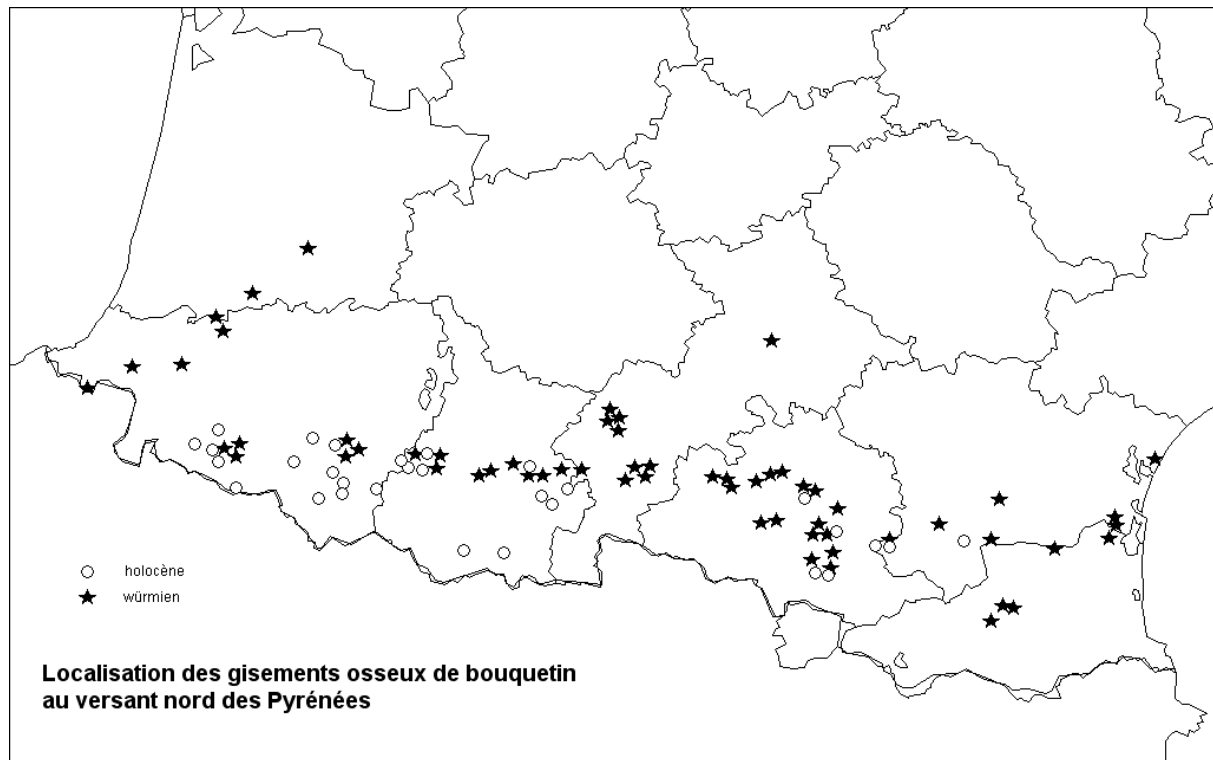 holocène
würmien
Localisation des gisements osseux de bouquetin
au versant nord des Pyrénées